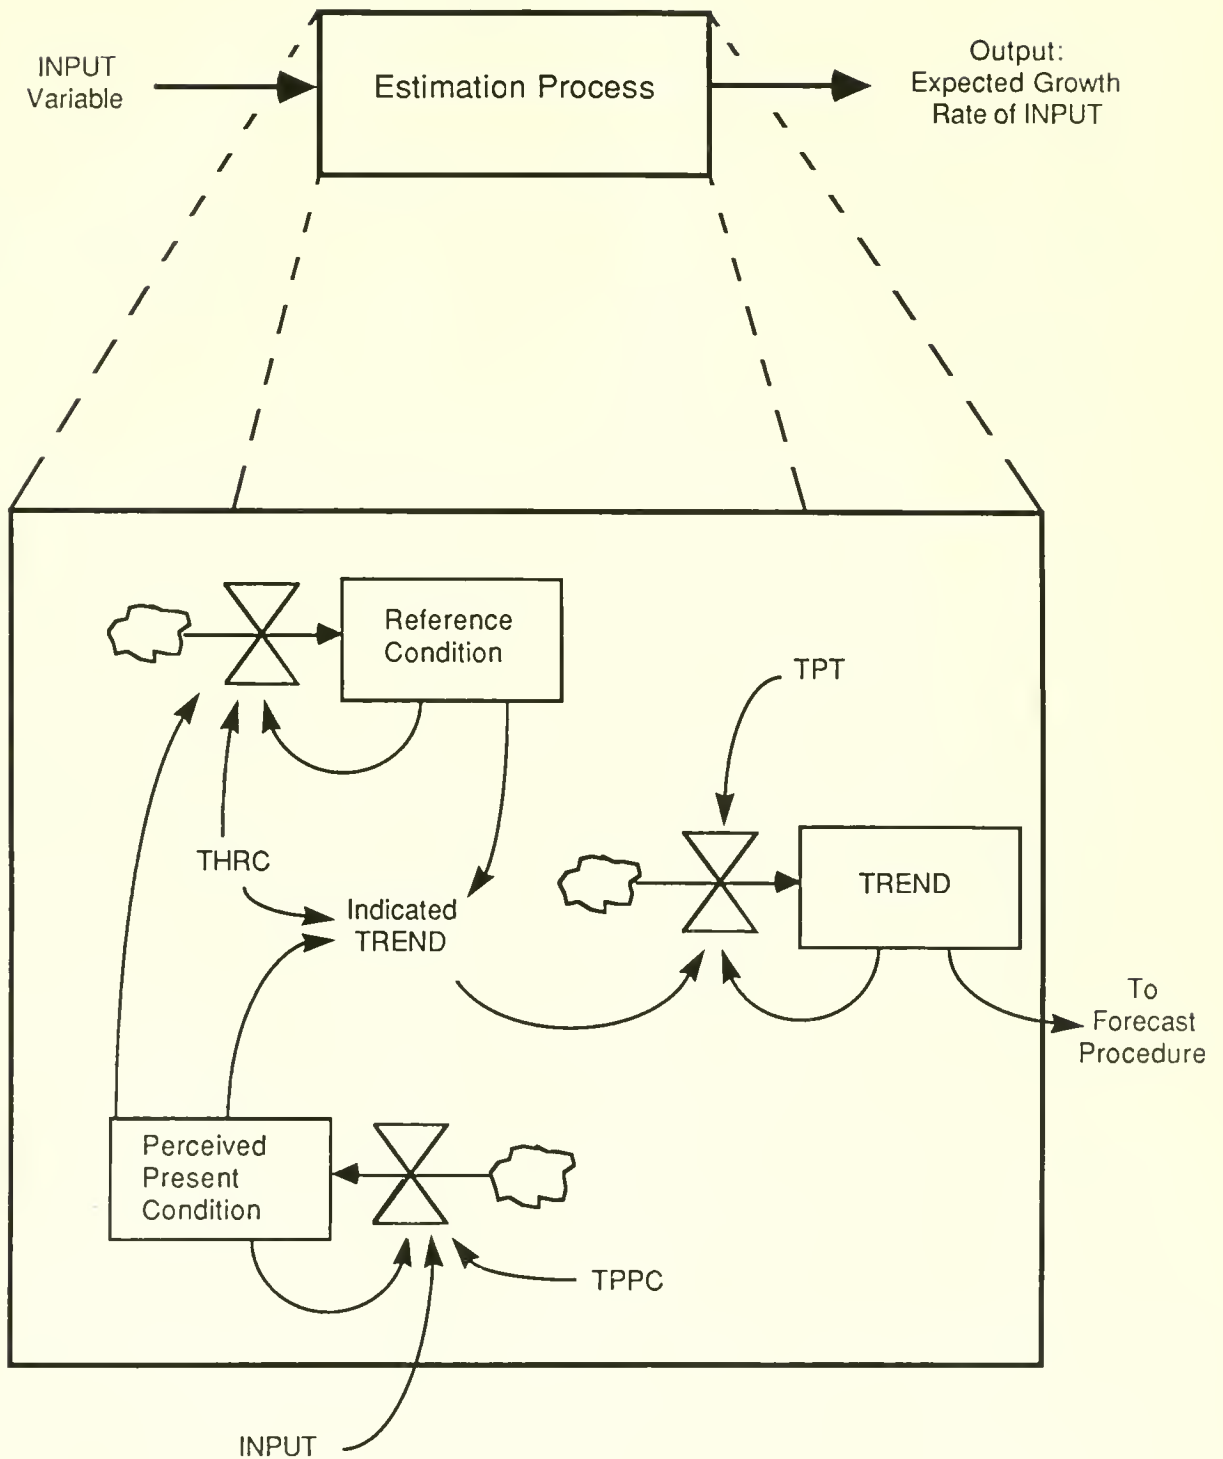 INPUT
Variable
Estimation Process
Output:
Expected Growth
Rate of INPUT
Reference
Condition
TPT
THRC
Indicated
TREND
TREND
To
Forecast
Procedure
Perceived
Present
Condition
TPPC
INPUT